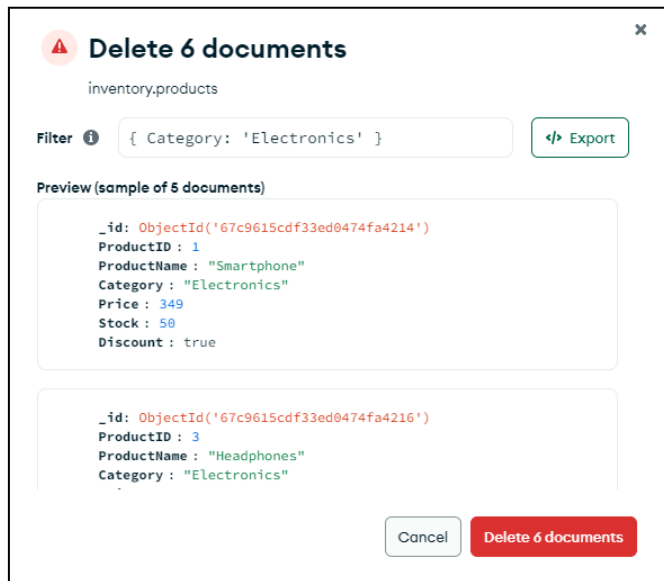 Delete 6 documents
inventory.products
Filter { Category: 'Electronics' } </> Export
Preview (sample of 5 documents)
_id: ObjectId('67c9615cdf33ed0474fa4214')
ProductID : 1
ProductName : "Smartphone"
Category : "Electronics"
Price : 349
Stock : 50
Discount : true
_id: ObjectId('67c9615cdf33ed0474fa4216')
ProductID : 3
ProductName : "Headphones"
Category : "Electronics"
Cancel Delete 6 documents